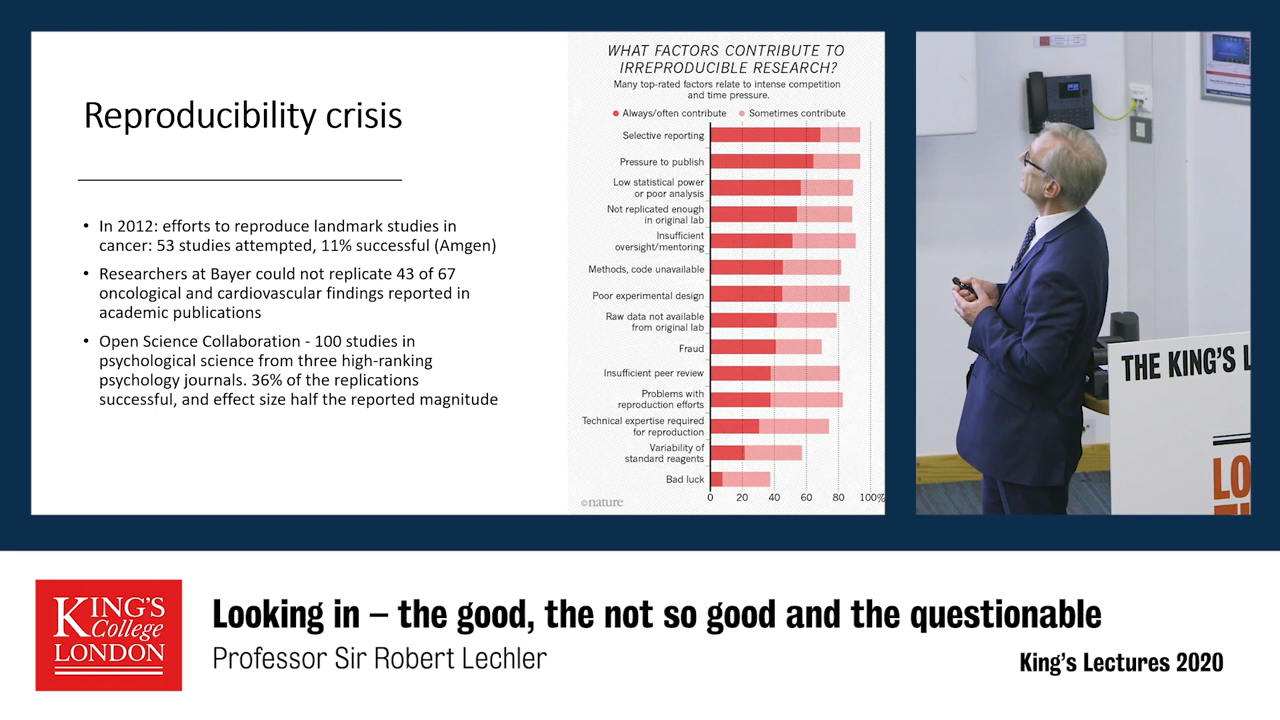 Reproducibility crisis
• In 2012: efforts to reproduce landmark studies in
cancer: 53 studies attempted, 11% successful (Amgen)
• Researchers at Bayer could not replicate 43 of 67
oncological and cardiovascular findings reported in
academic publications
• Open Science Collaboration - 100 studies in
psychological science from three high-ranking
psychology journals. 36% of the replications
successful, and effect size half the reported magnitude
WHAT FACTORS CONTRIBUTE TO
IRREPRODUCIBLE RESEARCH?
Many top-rated factors relate to intense competition
and time pressure.
Always/often contribute Sometimes contribute
Selective reporting
Pressure to publish
Low statistical power
or poor analysis
Not replicated enough
in original lab
Insufficient
oversight/mentoring
Methods, code unavailable
Poor experimental design
Raw data not available
from original lab
Fraud
Insufficient peer review
Problems with
reproduction efforts
Technical expertise required
for reproduction
Variability of
standard reagents
Bad luck
0 20 40 60 80 100%
©nature
THE KING'S L
LO
KING'S
College
LONDON
Looking in – the good, the not so good and the questionable
Professor Sir Robert Lechler
King's Lectures 2020